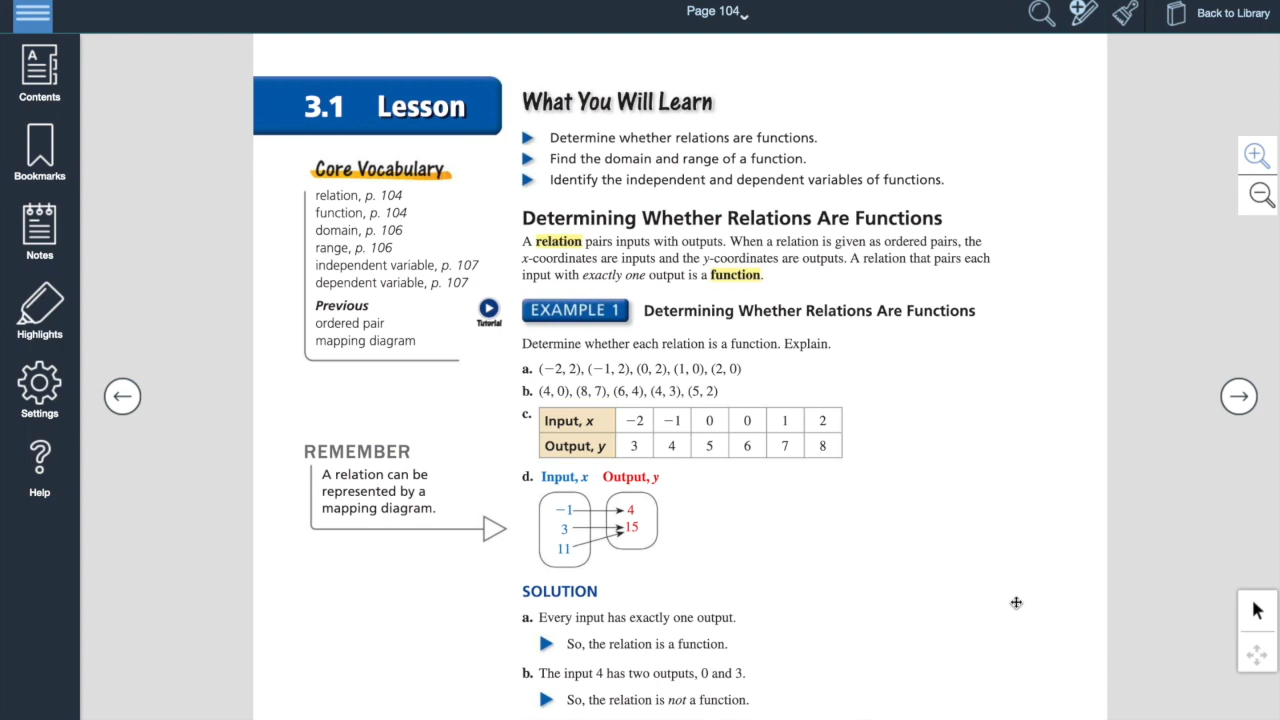 Page 104
Back to Library
Contents
Bookmarks
Notes
Highlights
Settings
Help
3.1 Lesson
Core Vocabulary
relation, p. 104
function, p. 104
domain, p. 106
range, p. 106
independent variable, p. 107
dependent variable, p. 107
Previous
ordered pair
mapping diagram
REMEMBER
A relation can be
represented by a
mapping diagram.
What You Will Learn
Determine whether relations are functions.
Find the domain and range of a function.
Identify the independent and dependent variables of functions.
Determining Whether Relations Are Functions
A relation pairs inputs with outputs. When a relation is given as ordered pairs, the
x-coordinates are inputs and the y-coordinates are outputs. A relation that pairs each
input with exactly one output is a function.
Tutorial
EXAMPLE 1 Determining Whether Relations Are Functions
Determine whether each relation is a function. Explain.
a. (−2, 2), (−1, 2), (0, 2), (1, 0), (2, 0)
b. (4, 0), (8, 7), (6, 4), (4, 3), (5, 2)
c. Input, x −2 −1 0 0 1 2
Output, y 3 4 5 6 7 8
d. Input, x Output, y
−1 4
3 15
11
SOLUTION
a. Every input has exactly one output.
So, the relation is a function.
b. The input 4 has two outputs, 0 and 3.
So, the relation is not a function.